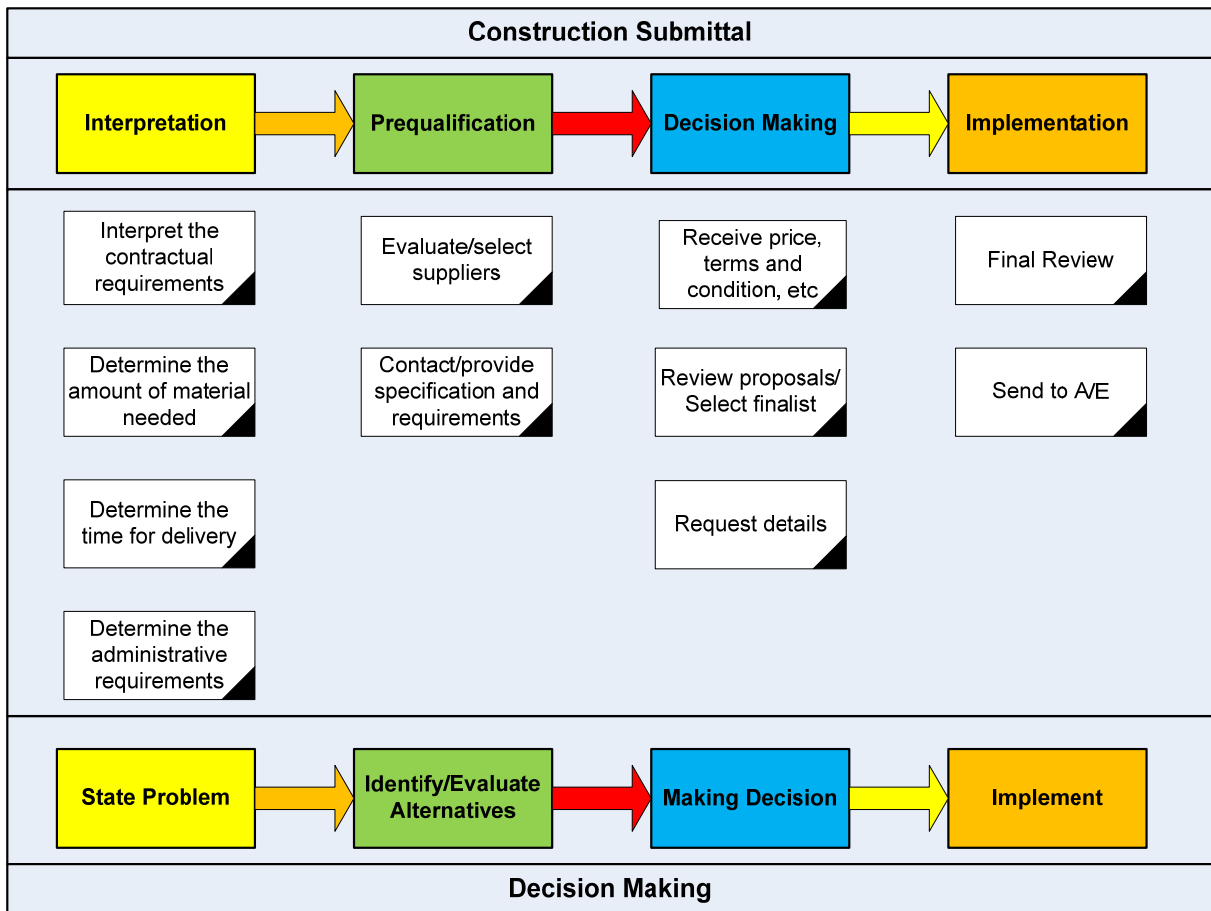 Construction Submittal
Interpretation
Prequalification
Decision Making
Implementation
Interpret the
contractual
requirements
Evaluate/select
suppliers
Receive price,
terms and
condition, etc
Final Review
Determine the
amount of material
needed
Contact/provide
specification and
requirements
Review proposals/
Select finalist
Send to A/E
Determine the
time for delivery
Request details
Determine the
administrative
requirements
State Problem
Identify/Evaluate
Alternatives
Making Decision
Implement
Decision Making